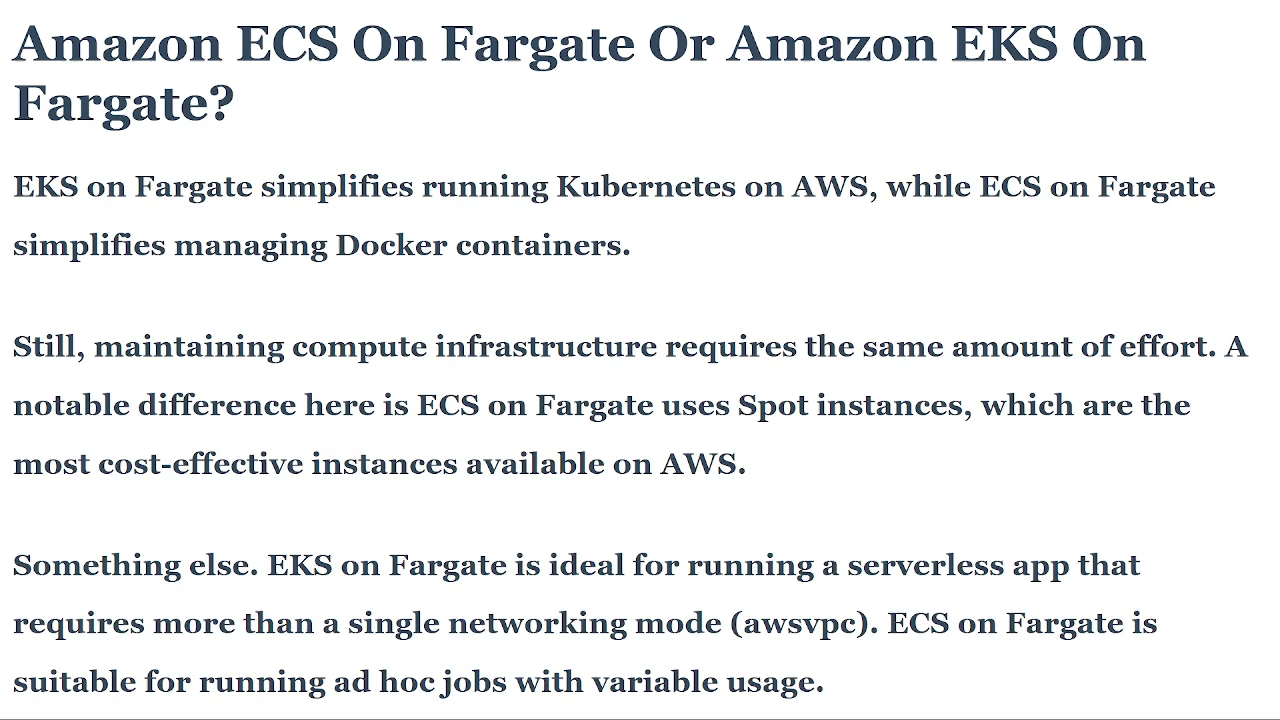 Amazon ECS On Fargate Or Amazon EKS On
Fargate?
EKS on Fargate simplifies running Kubernetes on AWS, while ECS on Fargate
simplifies managing Docker containers.
Still, maintaining compute infrastructure requires the same amount of effort. A
notable difference here is ECS on Fargate uses Spot instances, which are the
most cost-effective instances available on AWS.
Something else. EKS on Fargate is ideal for running a serverless app that
requires more than a single networking mode (awsvpc). ECS on Fargate is
suitable for running ad hoc jobs with variable usage.